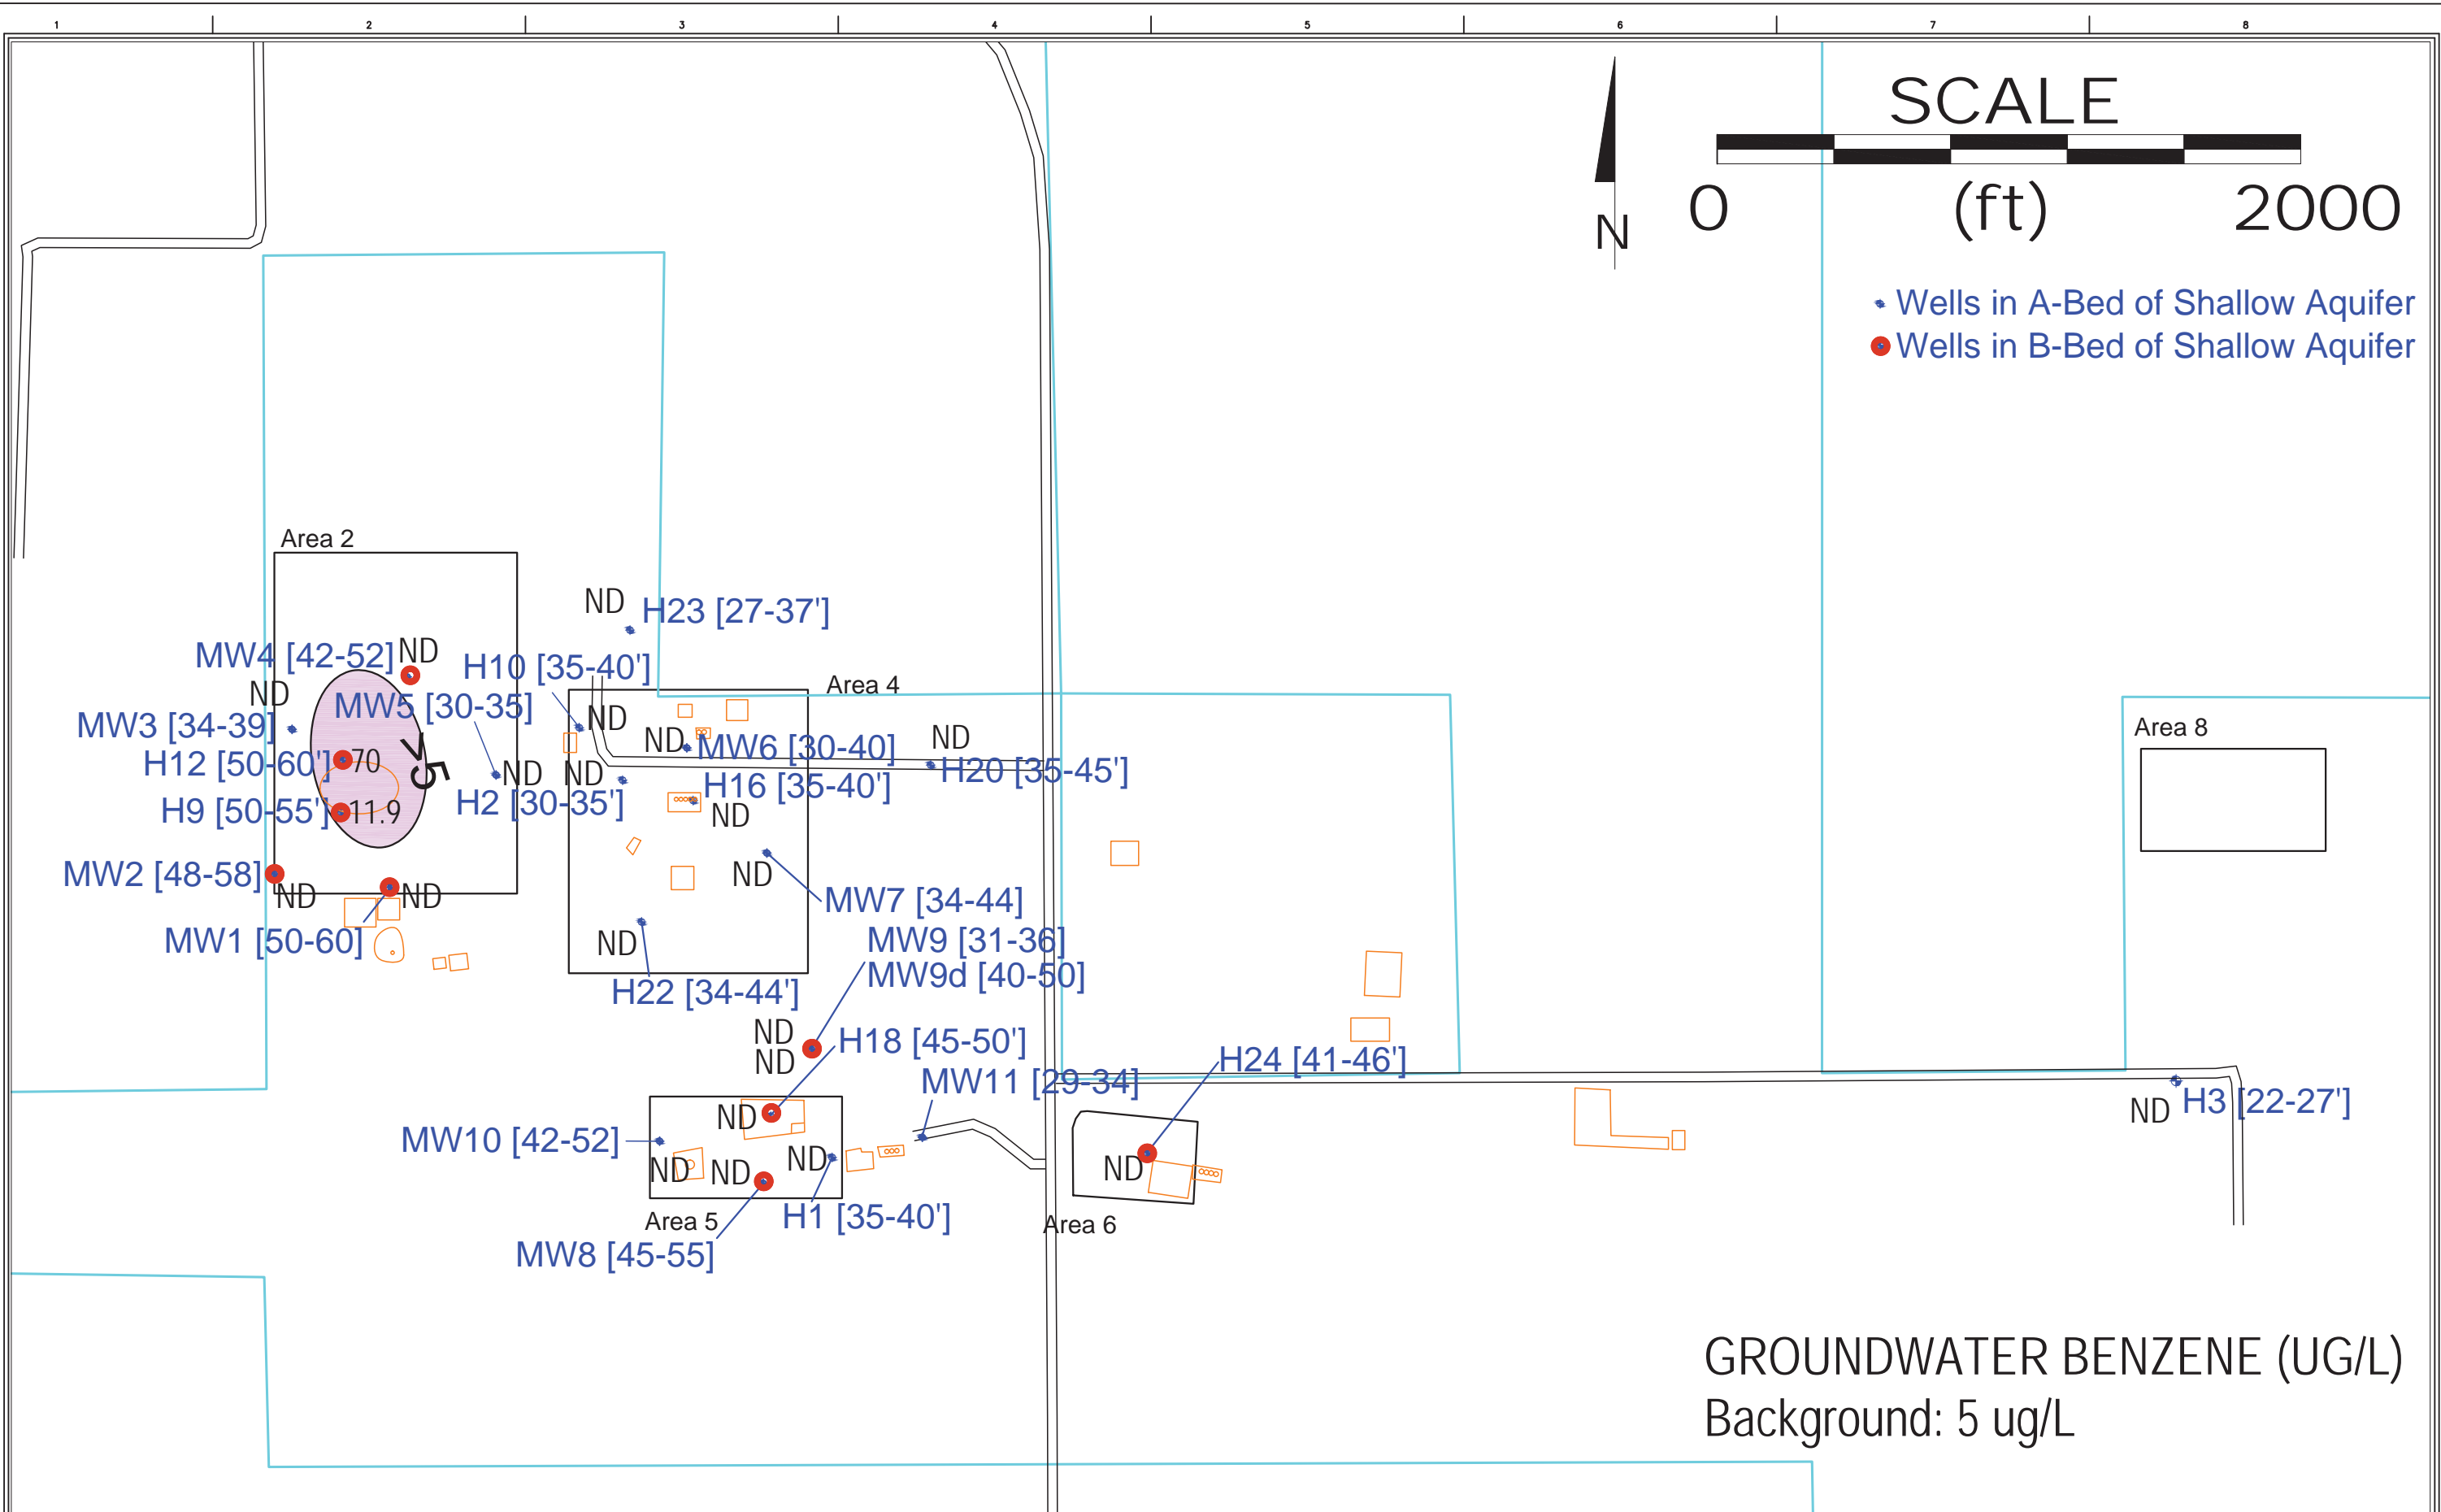 1 2 3 4 5 6 7 8
SCALE
0 (ft) 2000
N
Wells in A-Bed of Shallow Aquifer
Wells in B-Bed of Shallow Aquifer
Area 2
ND
H23 [27-37']
MW4 [42-52]
ND
H10 [35-40']
ND
MW5 [30-35]
Area 4
ND
MW3 [34-39]
ND
MW6 [30-40]
ND
H12 [50-60']
70
>5
ND
ND
H20 [35-45']
H2 [30-35']
H16 [35-40']
H9 [50-55']
11.9
ND
Area 8
MW2 [48-58]
ND
ND
ND
MW7 [34-44]
MW1 [50-60]
ND
MW9 [31-36]
MW9d [40-50]
H22 [34-44']
ND
ND
H18 [45-50']
H24 [41-46']
MW11 [29-34]
H3 [22-27']
ND
ND
MW10 [42-52]
ND
ND
ND
ND
Area 5
H1 [35-40']
Area 6
MW8 [45-55]
GROUNDWATER BENZENE (UG/L)
Background: 5 ug/L